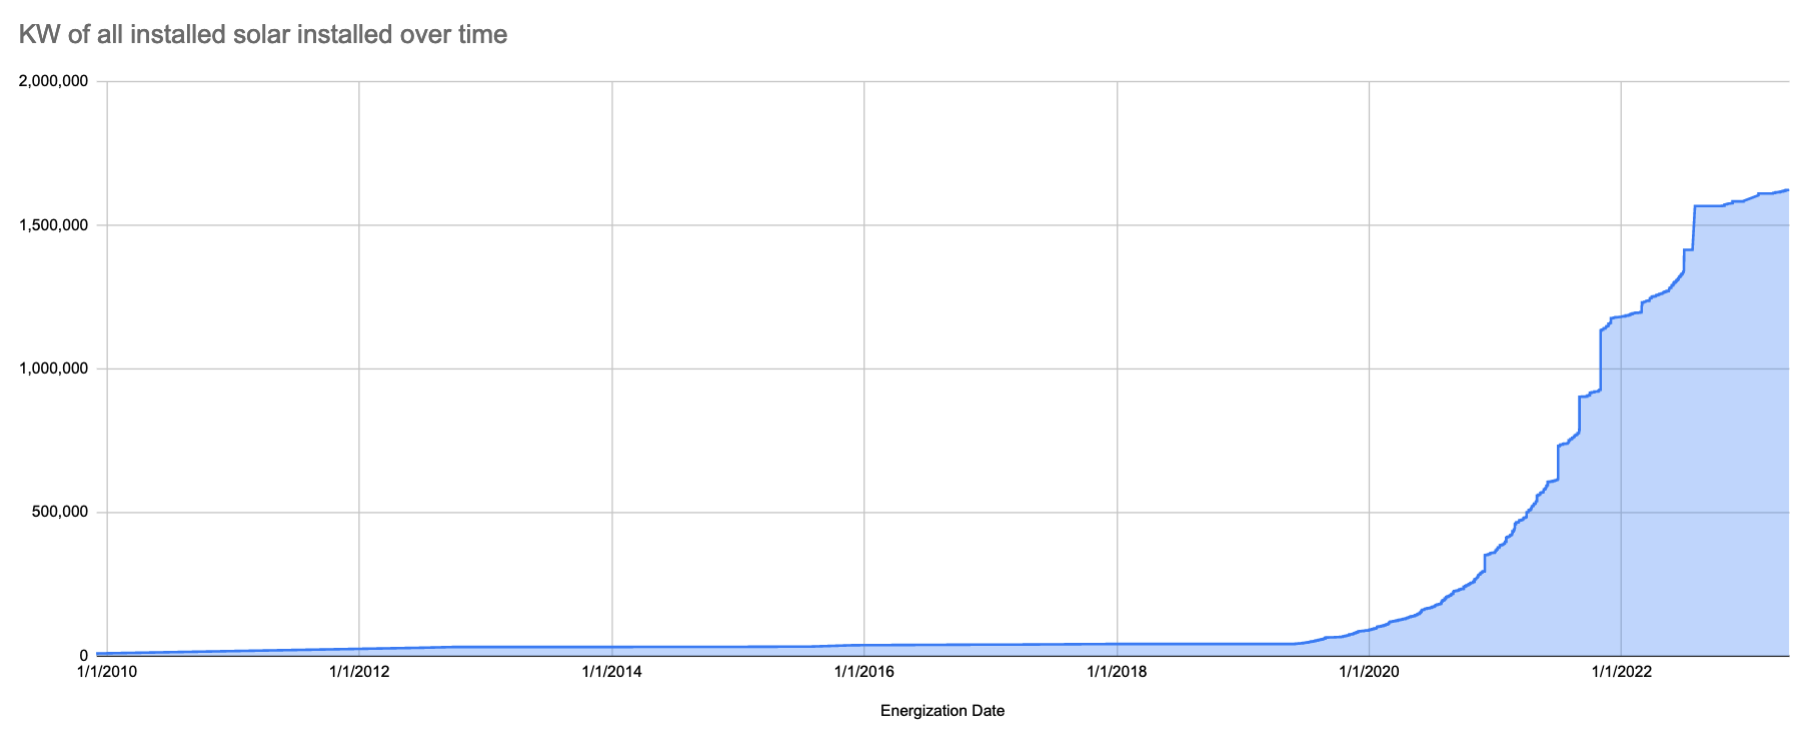 KW of all installed solar installed over time
2,000,000
1,500,000
1,000,000
500,000
0
1/1/2010 1/1/2012 1/1/2014 1/1/2016 1/1/2018 1/1/2020 1/1/2022
Energization Date